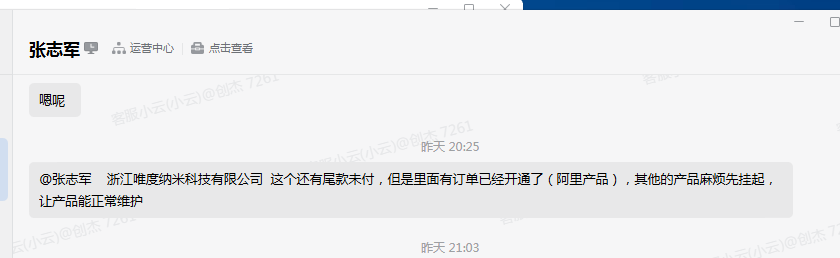 张志军 运营中心 点击查看
嗯呢
客服小云(小云)@创杰 7261
昨天 20:25
@张志军 浙江唯度纳米科技有限公司 这个还有尾款未付，但是里面有订单已经开通了（阿里产品），其他的产品麻烦先挂起，
让产品能正常维护
昨天 21:03